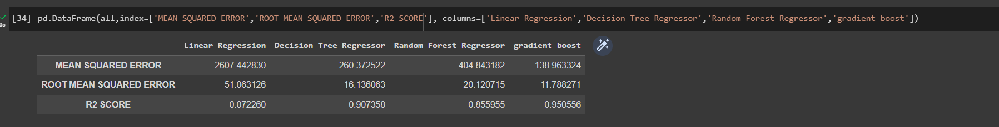 [34] pd.DataFrame(all,index=['MEAN SQUARED ERROR','ROOT MEAN SQUARED ERROR','R2 SCORE'], columns=['Linear Regression','Decision Tree Regressor','Random Forest Regressor','gradient boost'])
0s
Linear Regression Decision Tree Regressor Random Forest Regressor gradient boost
MEAN SQUARED ERROR 2607.442830 260.372522 404.843182 138.963324
ROOT MEAN SQUARED ERROR 51.063126 16.136063 20.120715 11.788271
R2 SCORE 0.072260 0.907358 0.855955 0.950556